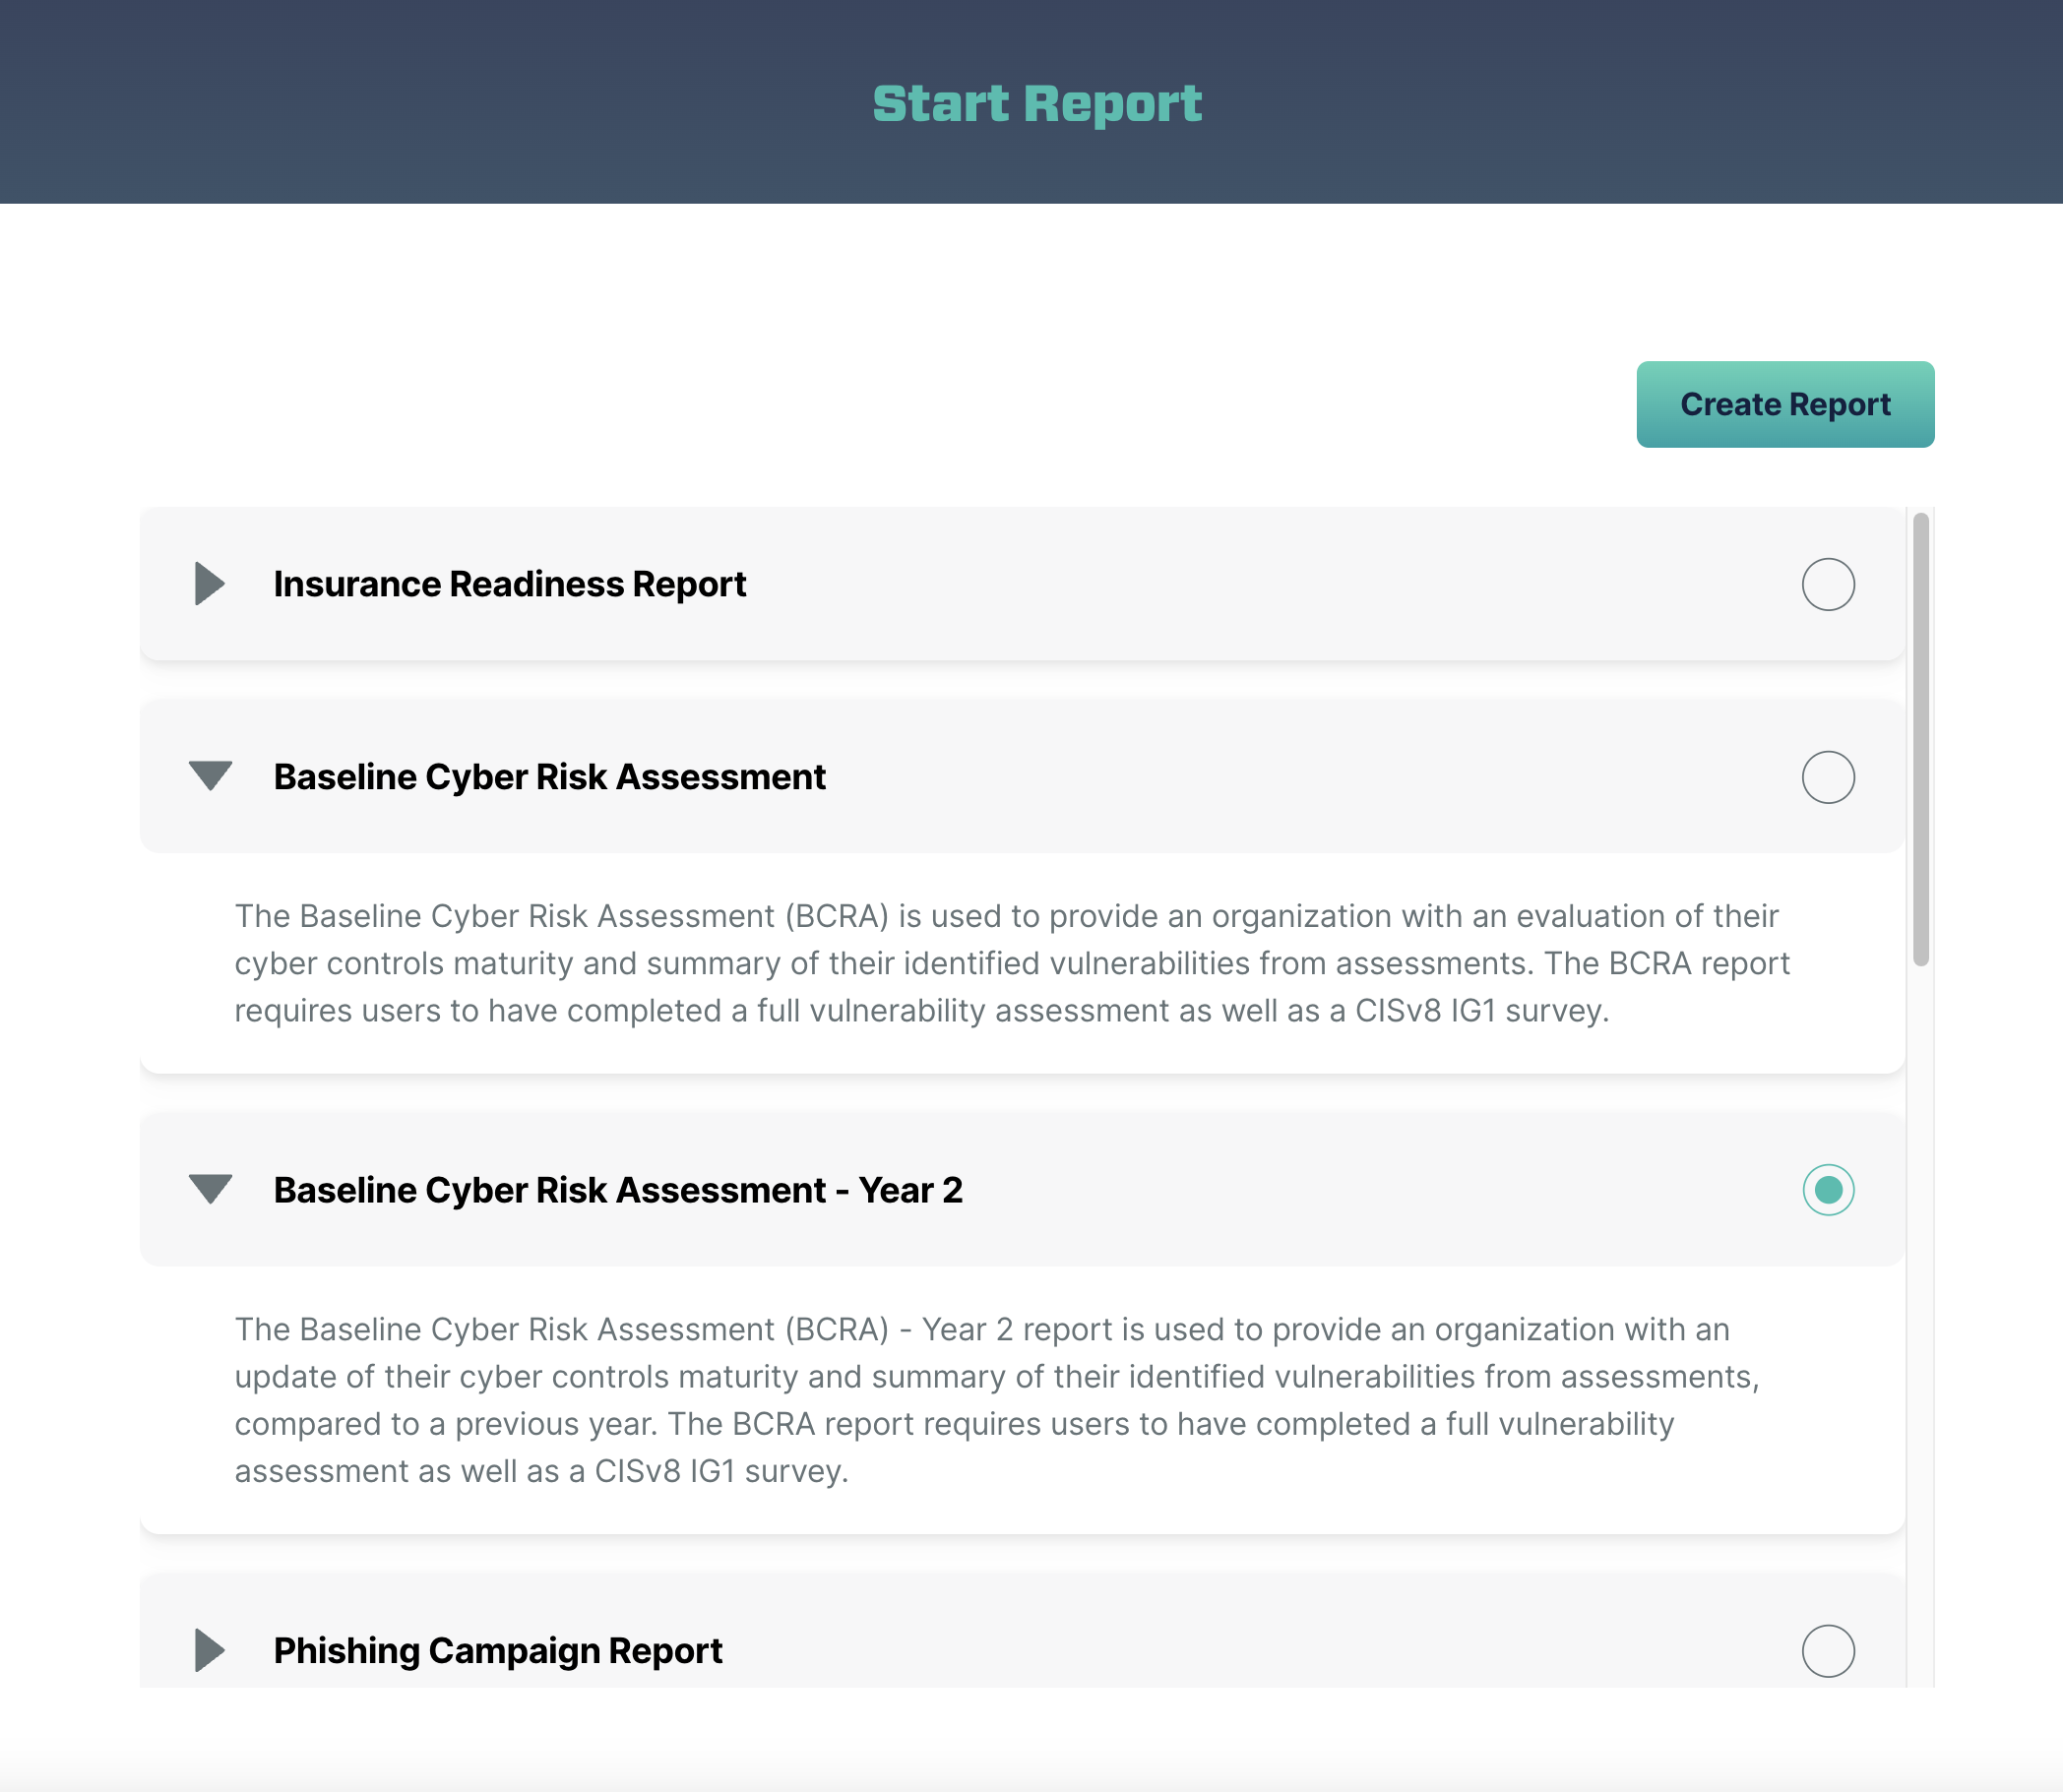 Start Report
Create Report
Insurance Readiness Report
Baseline Cyber Risk Assessment
The Baseline Cyber Risk Assessment (BCRA) is used to provide an organization with an evaluation of their
cyber controls maturity and summary of their identified vulnerabilities from assessments. The BCRA report
requires users to have completed a full vulnerability assessment as well as a CISv8 IG1 survey.
Baseline Cyber Risk Assessment - Year 2
The Baseline Cyber Risk Assessment (BCRA) - Year 2 report is used to provide an organization with an
update of their cyber controls maturity and summary of their identified vulnerabilities from assessments,
compared to a previous year. The BCRA report requires users to have completed a full vulnerability
assessment as well as a CISv8 IG1 survey.
Phishing Campaign Report